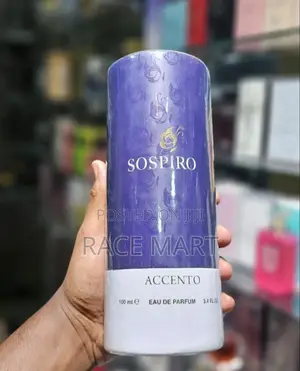 SOSPIRO
RACE MART
ACCENTO
100 ml ℮ EAU DE PARFUM 3.4 FL.OZ